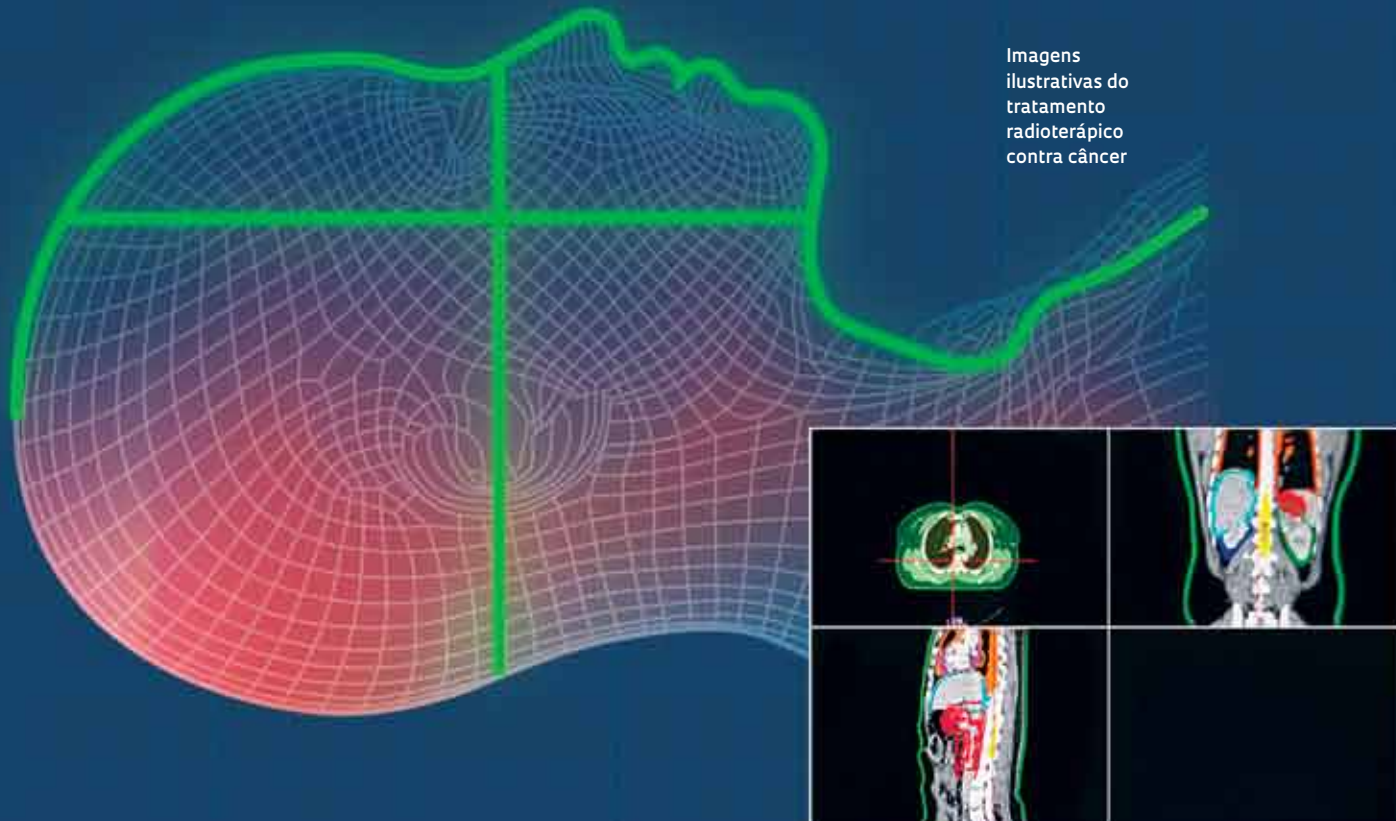 Imagens
ilustrativas do
tratamento
radioterápico
contra câncer